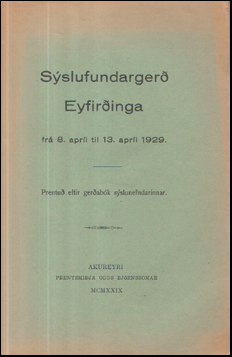 Sýslufundargerð
Eyfirðinga
frá 8. apríl til 13. apríl 1929.
Prentað eftir gerðabók sýslunefndarinnar.
AKUREYRI
PRENTSMIÐJA ODDS BJÖRNSSONAR
MCMXXIX